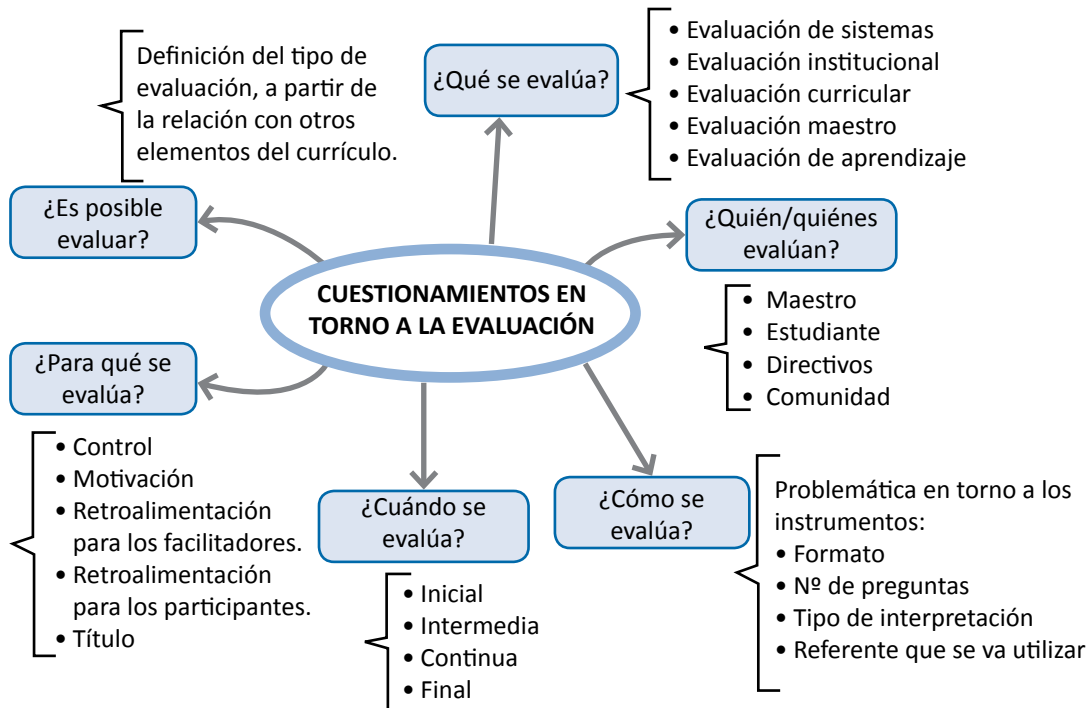 CUESTIONAMIENTOS EN
TORNO A LA EVALUACIÓN
¿Es posible
evaluar?
Definición del tipo de
evaluación, a partir de
la relación con otros
elementos del currículo.
¿Qué se evalúa?
• Evaluación de sistemas
• Evaluación institucional
• Evaluación curricular
• Evaluación maestro
• Evaluación de aprendizaje
¿Quién/quiénes
evalúan?
• Maestro
• Estudiante
• Directivos
• Comunidad
¿Cómo se
evalúa?
Problemática en torno a los
instrumentos:
• Formato
• Nº de preguntas
• Tipo de interpretación
• Referente que se va utilizar
¿Cuándo se
evalúa?
• Inicial
• Intermedia
• Continua
• Final
¿Para qué se
evalúa?
• Control
• Motivación
• Retroalimentación
para los facilitadores.
• Retroalimentación
para los participantes.
• Título